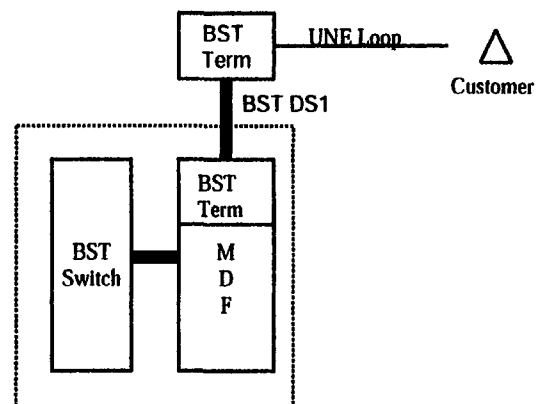 BST
Term
UNE Loop
Customer
BST DS1
BST
Term
BST
Switch
M
D
F